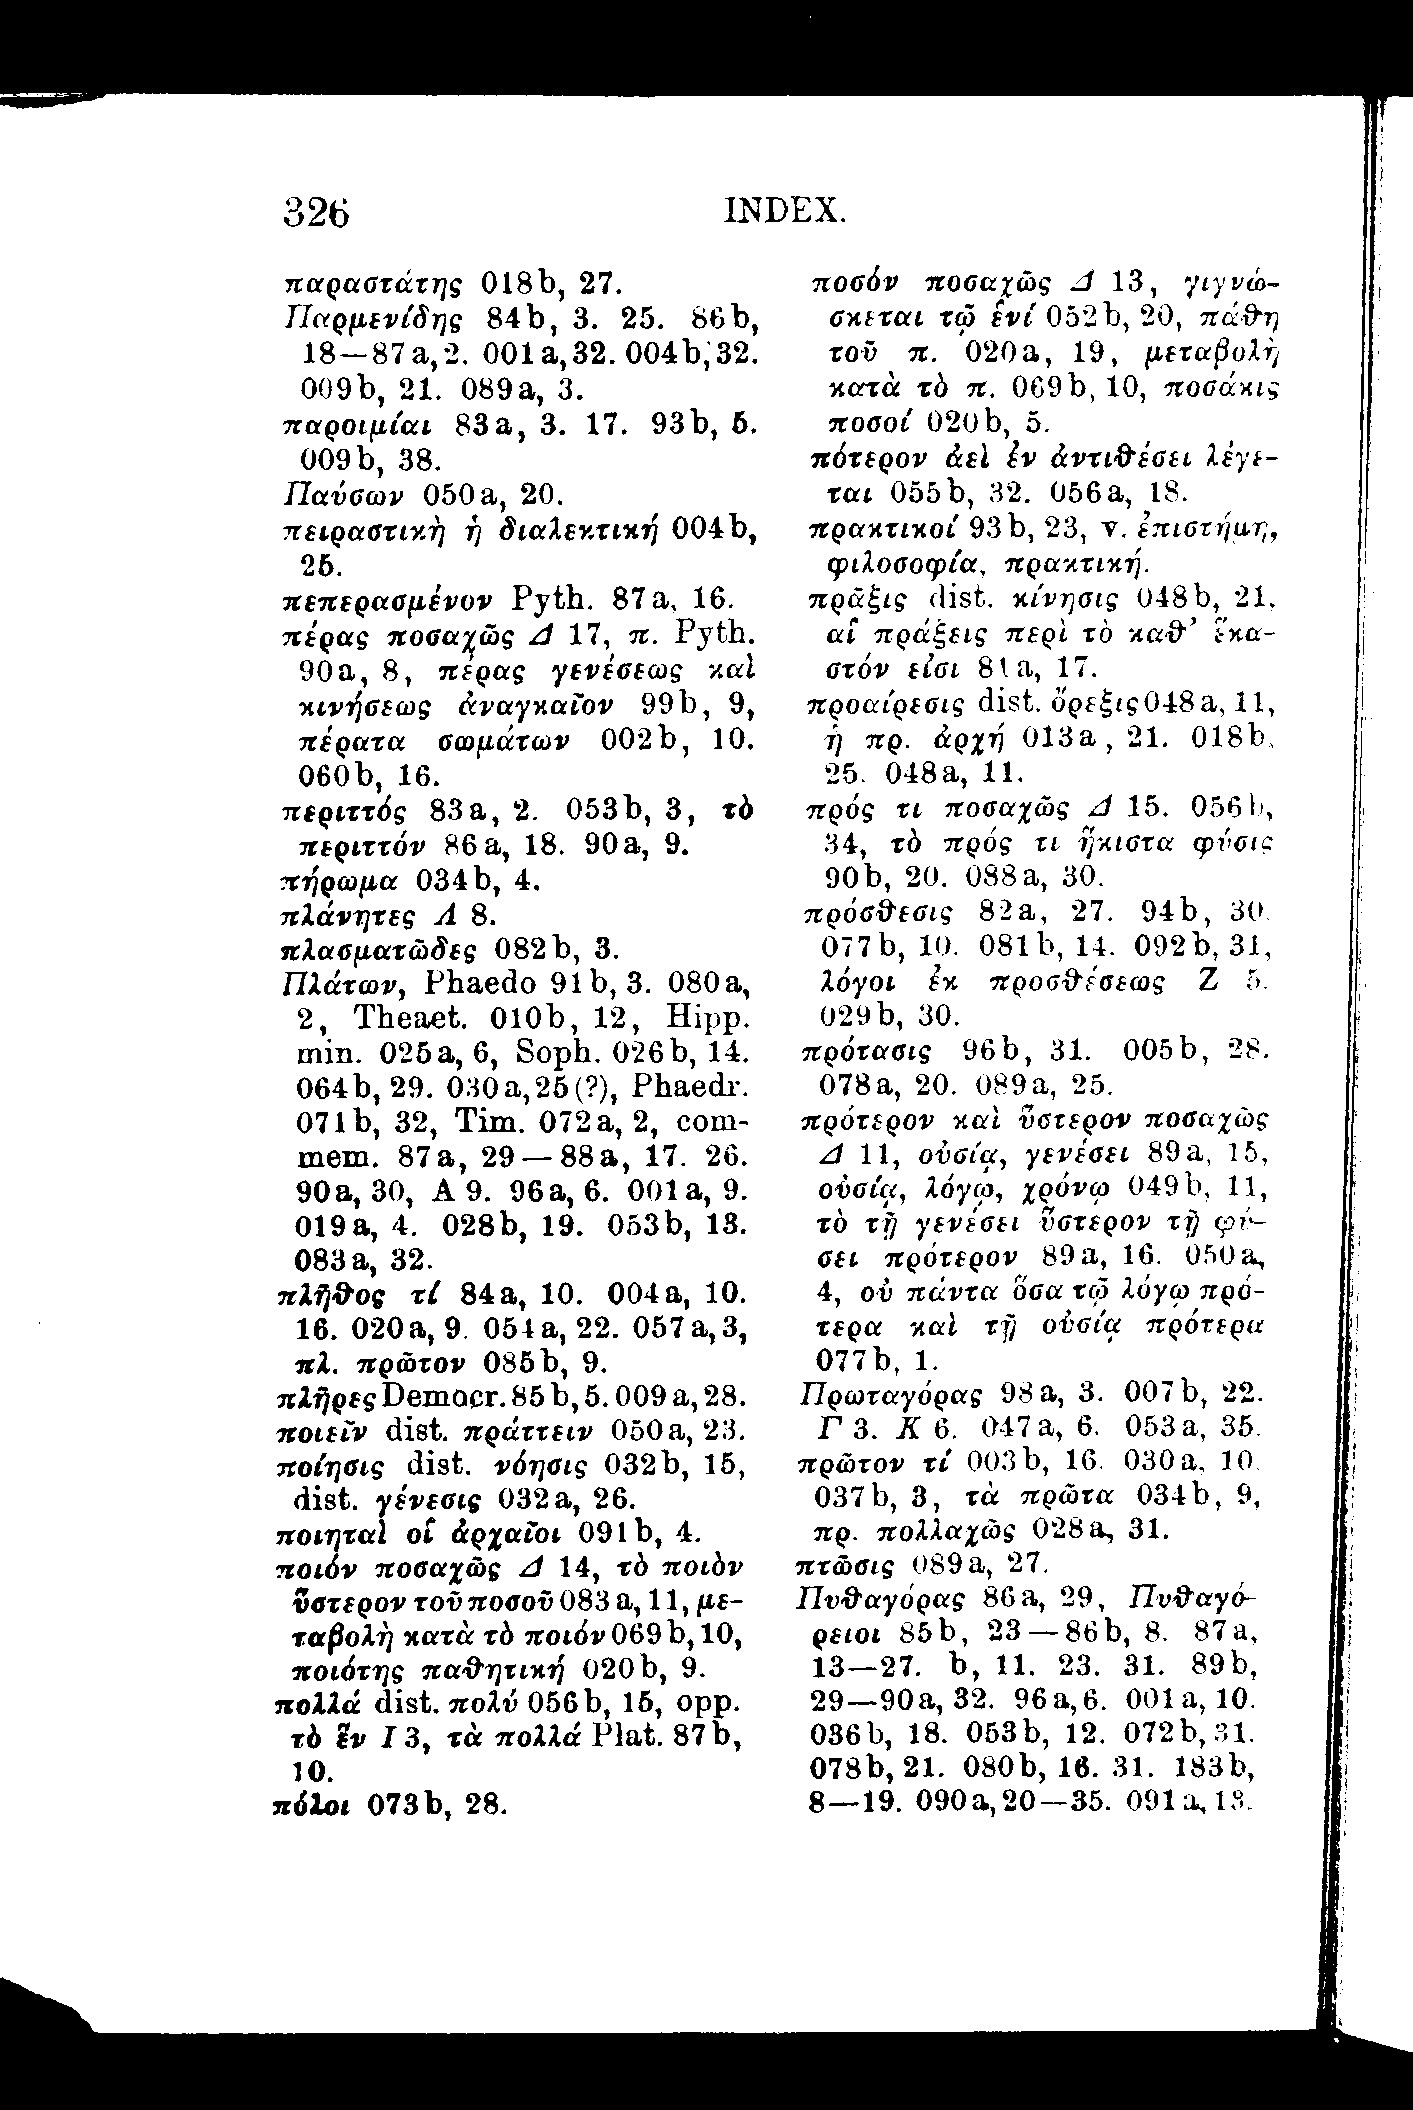 326
INDEX.
παραστάτης 018b, 27.
Παρμενίδης 84b, 3. 25. 86b,
18—87a, 2. 001a, 32. 004b, 32.
009b, 21. 089a, 3.
παροιμίαι 83a, 3. 17. 93b, 5.
009b, 38.
Παύσων 050a, 20.
πειραστικὴ ἡ διαλεκτική 004b,
25.
πεπερασμένον Pyth. 87a, 16.
πέρας ποσαχῶς Δ 17, π. Pyth.
90a, 8, πέρας γενέσεως καὶ
κινήσεως ἀναγκαῖον 99b, 9,
πέρατα σωμάτων 002b, 10.
060b, 16.
περιττός 83a, 2. 053b, 3, τὸ
περιττόν 86a, 18. 90a, 9.
πήρωμα 034b, 4.
πλάνητες Λ 8.
πλασματῶδες 082b, 3.
Πλάτων, Phaedo 91b, 3. 080a,
2, Theaet. 010b, 12, Hipp.
min. 025a, 6, Soph. 026b, 14.
064b, 29. 030a, 25(?), Phaedr.
071b, 32, Tim. 072a, 2, com-
mem. 87a, 29—88a, 17. 26.
90a, 30, A 9. 96a, 6. 001a, 9.
019a, 4. 028b, 19. 053b, 13.
083a, 32.
πλῆθος τί 84a, 10. 004a, 10.
16. 020a, 9. 054a, 22. 057a, 3,
πλ. πρῶτον 085b, 9.
πλῆρες Democr. 85b, 5. 009a, 28.
ποιεῖν dist. πράττειν 050a, 23.
ποίησις dist. νόησις 032b, 15,
dist. γένεσις 032a, 26.
ποιηταὶ οἱ ἀρχαῖοι 091b, 4.
ποιόν ποσαχῶς Δ 14, τὸ ποιὸν
ὕστερον τοῦ ποσοῦ 083a, 11, με-
ταβολὴ κατὰ τὸ ποιόν 069b, 10,
ποιότης παθητική 020b, 9.
πολλά dist. πολύ 056b, 15, opp.
τὸ ἕν I 3, τὰ πολλά Plat. 87b,
10.
πόλοι 073b, 28.
ποσόν ποσαχῶς Δ 13, γιγνώ-
σκεται τῷ ἑνί 052b, 20, πάθη
τοῦ π. 020a, 19, μεταβολὴ
κατὰ τὸ π. 069b, 10, ποσάκις
ποσοί 020b, 5.
πότερον ἀεὶ ἐν ἀντιθέσει λέγε-
ται 055b, 32. 056a, 18.
πρακτικοί 93b, 23, v. ἐπιστήμη,
φιλοσοφία, πρακτική.
πρᾶξις dist. κίνησις 048b, 21,
αἱ πράξεις περὶ τὸ καθ’ ἕκα-
στόν εἰσι 81a, 17.
προαίρεσις dist. ὄρεξις 048a, 11,
ἡ πρ. ἀρχή 013a, 21. 018b,
25. 048a, 11.
πρός τι ποσαχῶς Δ 15. 056b,
34, τὸ πρός τι ἥκιστα φύσις
90b, 20. 088a, 30.
πρόσθεσις 82a, 27. 94b, 30.
077b, 10. 081b, 14. 092b, 31,
λόγοι ἐκ προσθέσεως Z 5.
029b, 30.
πρότασις 96b, 31. 005b, 28.
078a, 20. 089a, 25.
πρότερον καὶ ὕστερον ποσαχῶς
Δ 11, οὐσίᾳ, γενέσει 89a, 15,
οὐσίᾳ, λόγῳ, χρόνῳ 049b, 11,
τὸ τῇ γενέσει ὕστερον τῇ φύ-
σει πρότερον 89a, 16. 050a,
4, οὐ πάντα ὅσα τῷ λόγῳ πρό-
τερα καὶ τῇ οὐσίᾳ πρότερα
077b, 1.
Πρωταγόρας 98a, 3. 007b, 22.
Γ 3. K 6. 047a, 6. 053a, 35.
πρῶτον τί 003b, 16. 030a, 10.
037b, 3, τὰ πρῶτα 034b, 9,
πρ. πολλαχῶς 028a, 31.
πτῶσις 089a, 27.
Πυθαγόρας 86a, 29, Πυθαγό-
ρειοι 85b, 23—86b, 8. 87a,
13—27. b, 11. 23. 31. 89b,
29—90a, 32. 96a, 6. 001a, 10.
036b, 18. 053b, 12. 072b, 31.
078b, 21. 080b, 16. 31. 183b,
8—19. 090a, 20—35. 091a, 13.